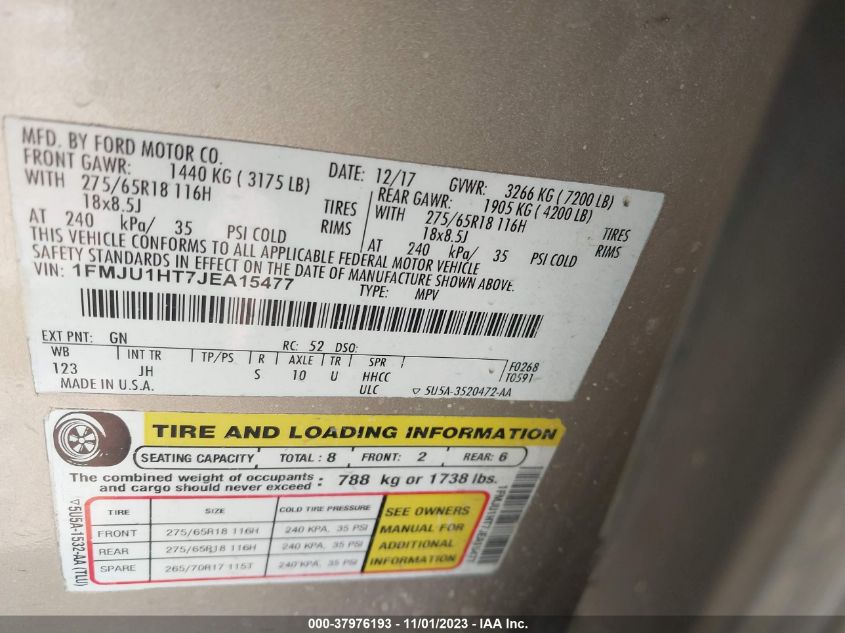 MFD. BY FORD MOTOR CO.
DATE: 12/17
GVWR: 3266 KG ( 7200 LB)
FRONT GAWR: 1440 KG ( 3175 LB)
REAR GAWR: 1905 KG ( 4200 LB)
WITH 275/65R18 116H TIRES
WITH 275/65R18 116H TIRES
18x8.5J RIMS
18x8.5J RIMS
AT 240 kPa/ 35 PSI COLD
AT 240 kPa/ 35 PSI COLD
THIS VEHICLE CONFORMS TO ALL APPLICABLE FEDERAL MOTOR VEHICLE
SAFETY STANDARDS IN EFFECT ON THE DATE OF MANUFACTURE SHOWN ABOVE.
VIN: 1FMJU1HT7JEA15477
TYPE: MPV
EXT PNT: GN RC: 52 DSO:
WB INT TR TP/PS R AXLE TR SPR F0268
123 JH S 10 U HHCC T0591
MADE IN U.S.A. ULC ▽ 5U5A-3520472-AA
TIRE AND LOADING INFORMATION
SEATING CAPACITY TOTAL: 8 FRONT: 2 REAR: 6
The combined weight of occupants and cargo should never exceed : 788 kg or 1738 lbs.
TIRE SIZE COLD TIRE PRESSURE
FRONT 275/65R18 116H 240 KPA, 35 PSI
REAR 275/65R18 116H 240 KPA, 35 PSI
SPARE 265/70R17 115T 240 KPA, 35 PSI
SEE OWNERS
MANUAL FOR
ADDITIONAL
INFORMATION
▽5U5A-1532-AA (TLU)
1FMJU1HT7JEA15477
000-37976193 - 11/01/2023 - IAA Inc.